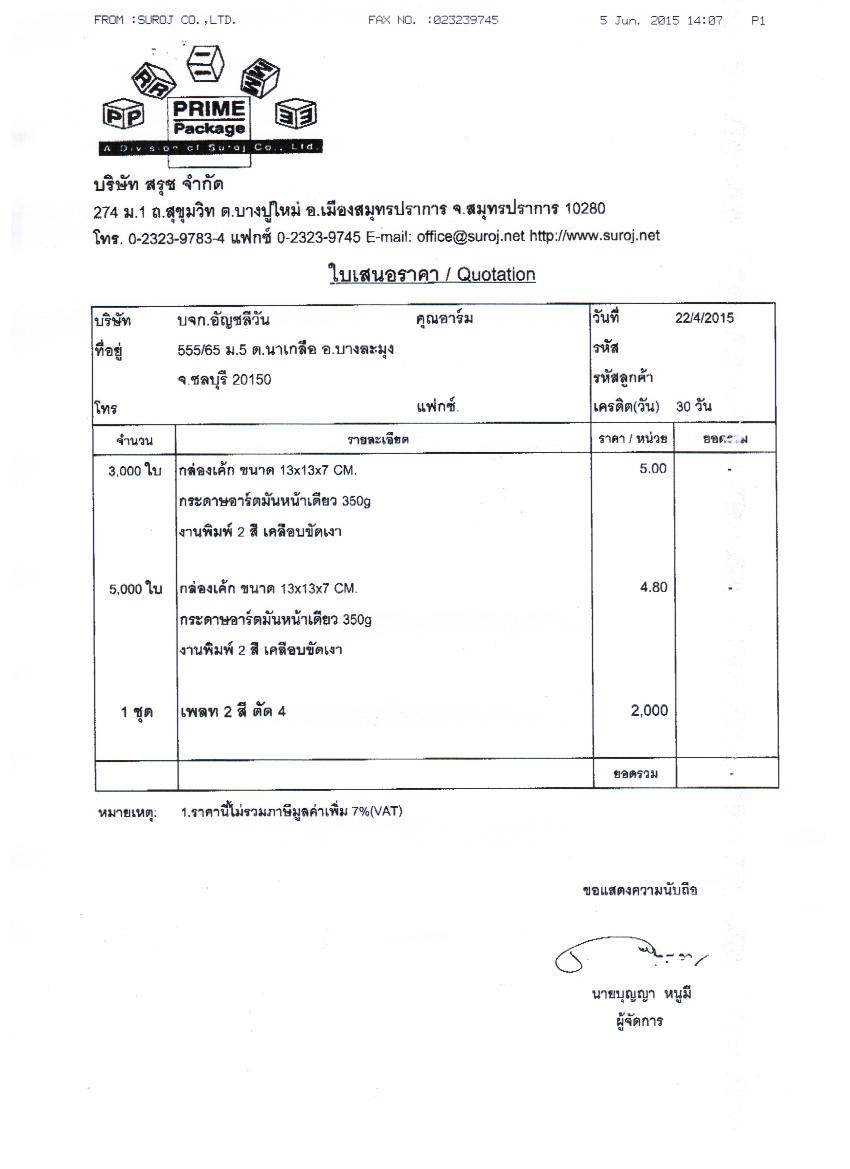 FROM :SUROJ CO.,LTD. FAX NO. :023239745 5 Jun. 2015 14:07 P1
P P R R I I M M E E
PRIME
Package
A Division of Suroj Co., Ltd.
บริษัท สรุช จำกัด
274 ม.1 ถ.สุขุมวิท ต.บางปูใหม่ อ.เมืองสมุทรปราการ จ.สมุทรปราการ 10280
โทร. 0-2323-9783-4 แฟกซ์ 0-2323-9745 E-mail: office@suroj.net http://www.suroj.net
ใบเสนอราคา / Quotation
บริษัท บจก.อัญชลีวัน คุณอาร์ม วันที่ 22/4/2015
ที่อยู่ 555/65 ม.5 ต.นาเกลือ อ.บางละมุง รหัส
จ.ชลบุรี 20150 รหัสลูกค้า
โทร แฟกซ์. เครดิต(วัน) 30 วัน
จำนวน รายละเอียด ราคา / หน่วย ยอดรวม
3,000 ใบ กล่องเค้ก ขนาด 13x13x7 CM. 5.00 -
กระดาษอาร์ตมันหน้าเดียว 350g
งานพิมพ์ 2 สี เคลือบขัดเงา
5,000 ใบ กล่องเค้ก ขนาด 13x13x7 CM. 4.80 -
กระดาษอาร์ตมันหน้าเดียว 350g
งานพิมพ์ 2 สี เคลือบขัดเงา
1 ชุด เพลท 2 สี ตัด 4 2,000
ยอดรวม -
หมายเหตุ: 1.ราคานี้ไม่รวมภาษีมูลค่าเพิ่ม 7%(VAT)
ขอแสดงความนับถือ
นายบุญญา หนูมี
ผู้จัดการ